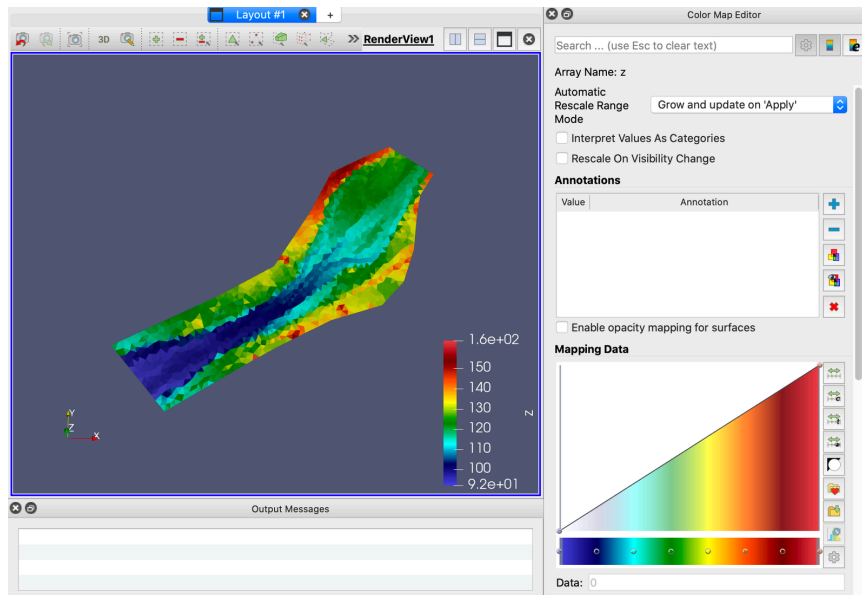 Layout #1
+
3D
RenderView1
1.6e+02
150
140
130
120
110
100
9.2e+01
Z
Y
Z
X
Output Messages
Color Map Editor
Search ... (use Esc to clear text)
Array Name: z
Automatic
Rescale Range
Mode
Grow and update on 'Apply'
Interpret Values As Categories
Rescale On Visibility Change
Annotations
Value Annotation
Enable opacity mapping for surfaces
Mapping Data
Data: 0